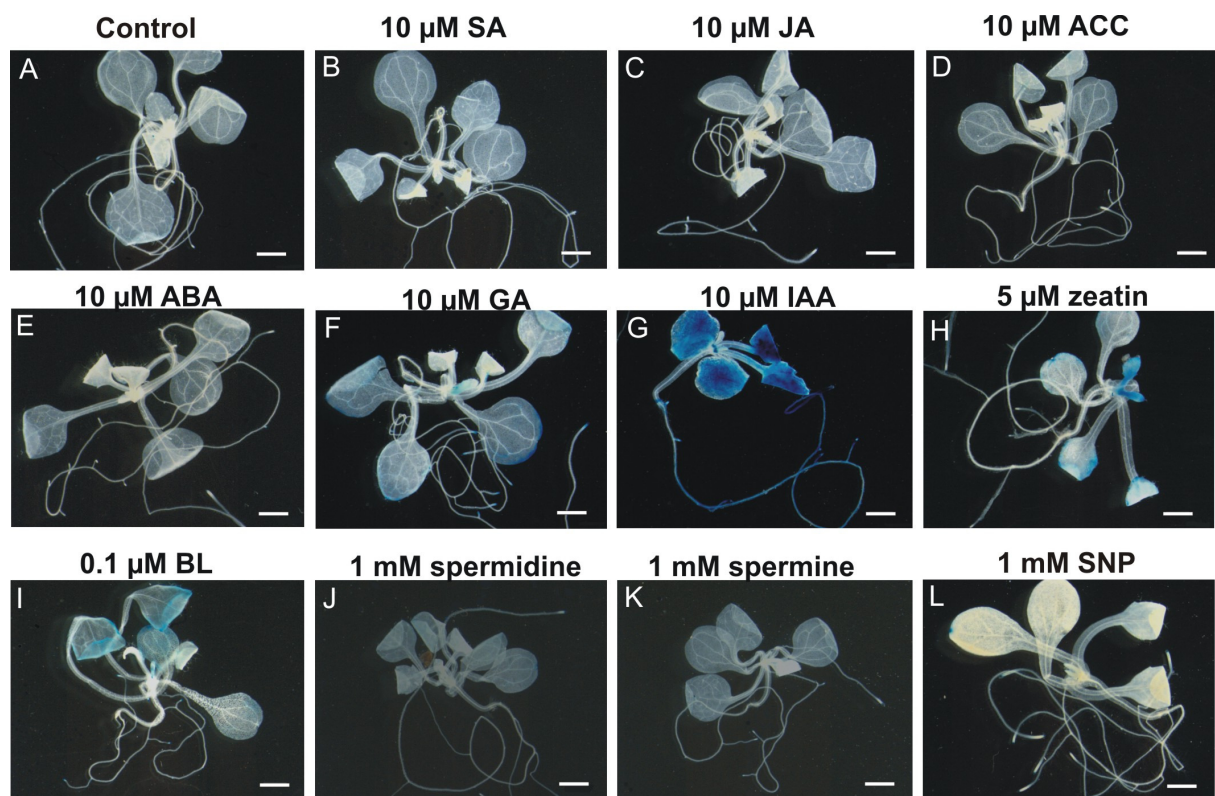 Control
10 µM SA
10 µM JA
10 µM ACC
A
B
C
D
10 µM ABA
10 µM GA
10 µM IAA
5 µM zeatin
E
F
G
H
0.1 µM BL
1 mM spermidine
1 mM spermine
1 mM SNP
I
J
K
L